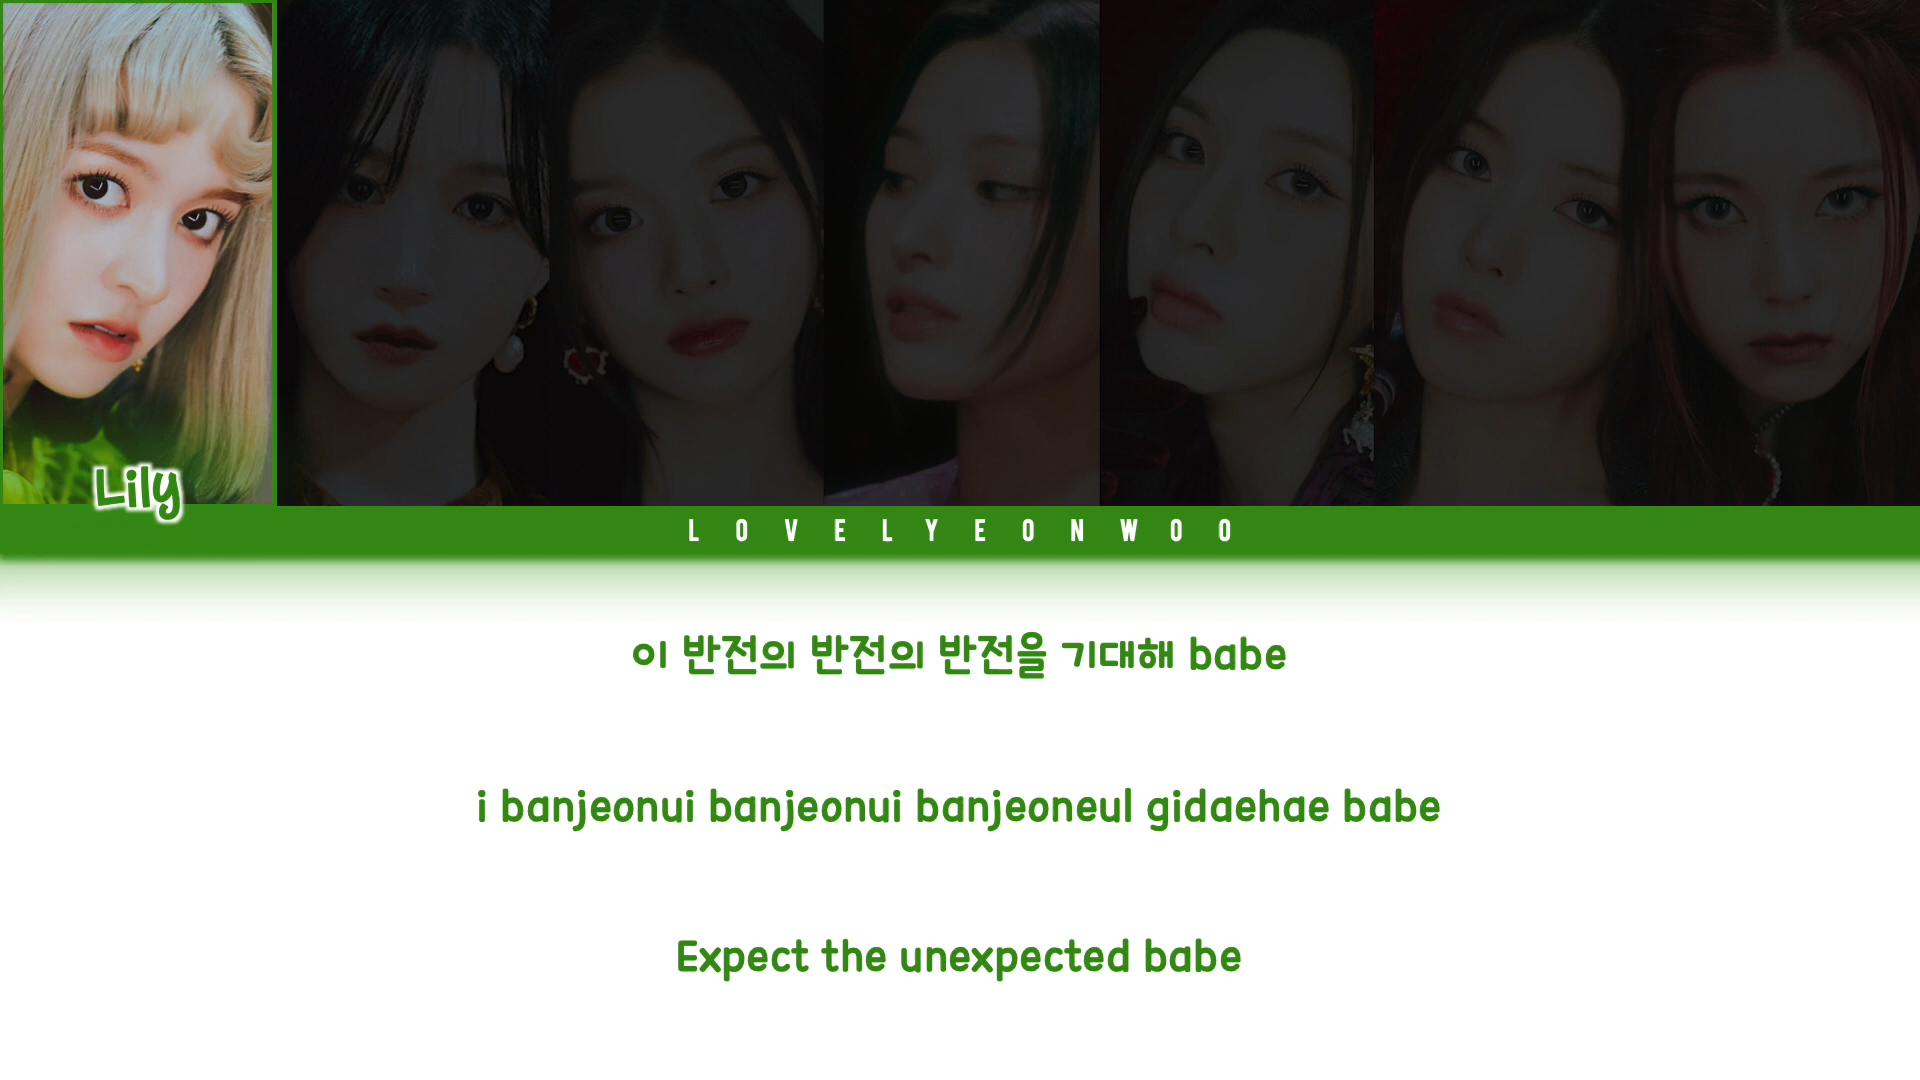 Lily
LOVELYEONWOO
이 반전의 반전의 반전을 기대해 babe
i banjeonui banjeonui banjeoneul gidaehae babe
Expect the unexpected babe